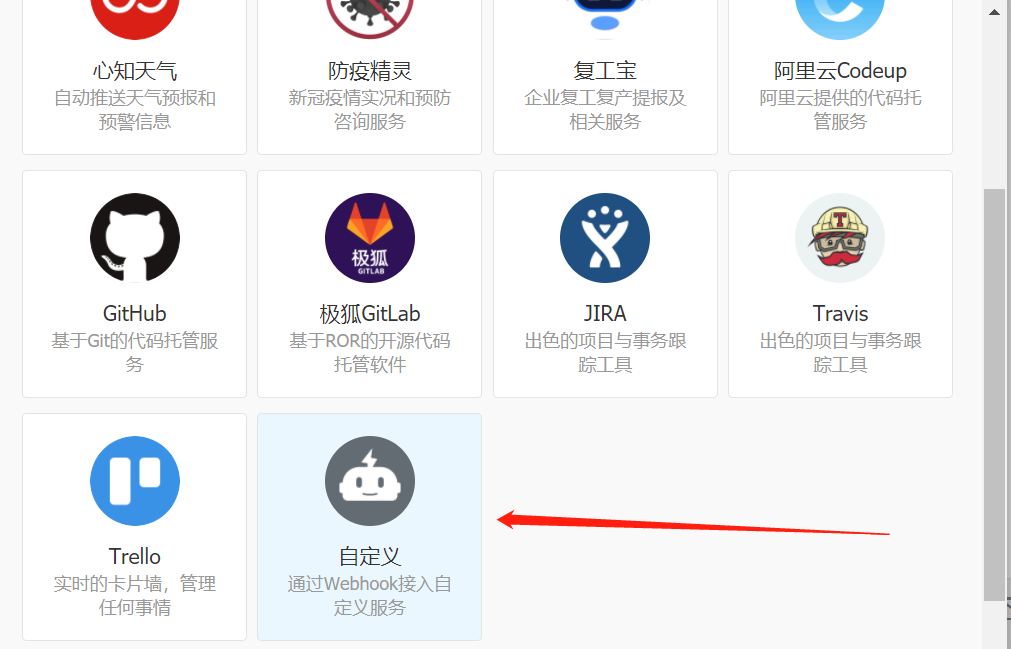 心知天气
自动推送天气预报和
预警信息
防疫精灵
新冠疫情实况和预防
咨询服务
复工宝
企业复工复产提报及
相关服务
阿里云Codeup
阿里云提供的代码托
管服务
GitHub
基于Git的代码托管服
务
极狐
GITLAB
极狐GitLab
基于ROR的开源代码
托管软件
JIRA
出色的项目与事务跟
踪工具
T
Travis
出色的项目与事务跟
踪工具
Trello
实时的卡片墙，管理
任何事情
自定义
通过Webhook接入自
定义服务